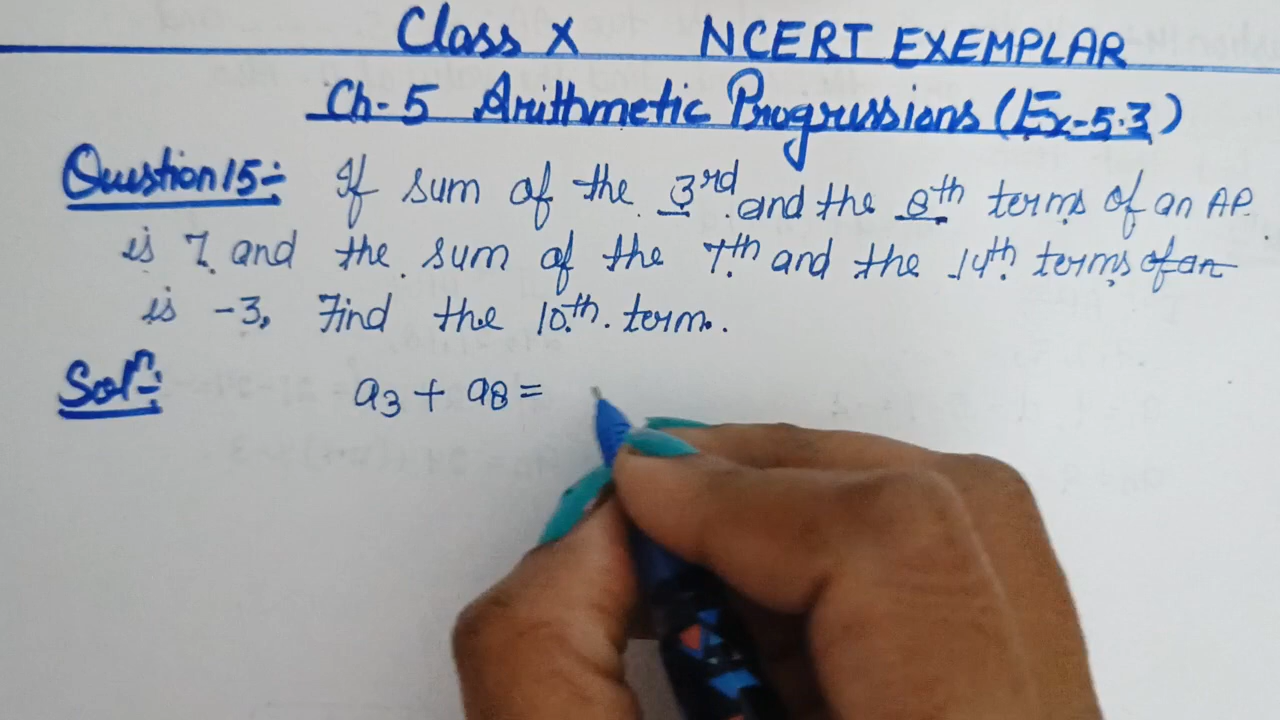 Class X NCERT EXEMPLAR
Ch-5 Arithmetic Progressions (Ex-5.3)
Question 15:- If sum of the 3rd and the 8th terms of an AP
is 7 and the sum of the 7th and the 14th terms of an
is -3, Find the 10th term.
Soln:- a3 + a8 =